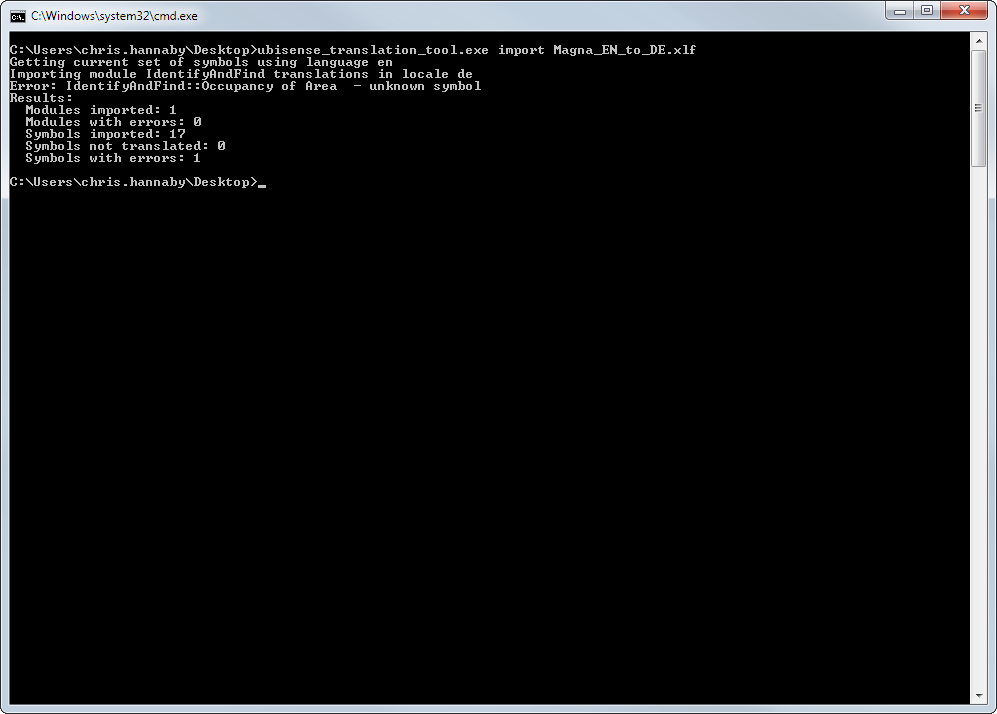 C:\Windows\system32\cmd.exe
C:\Users\chris.hannaby\Desktop>ubisense_translation_tool.exe import Magna_EN_to_DE.xlf
Getting current set of symbols using language en
Importing module IdentifyAndFind translations in locale de
Error: IdentifyAndFind::Occupancy of Area  - unknown symbol
Results:
  Modules imported: 1
  Modules with errors: 0
  Symbols imported: 17
  Symbols not translated: 0
  Symbols with errors: 1
C:\Users\chris.hannaby\Desktop>_